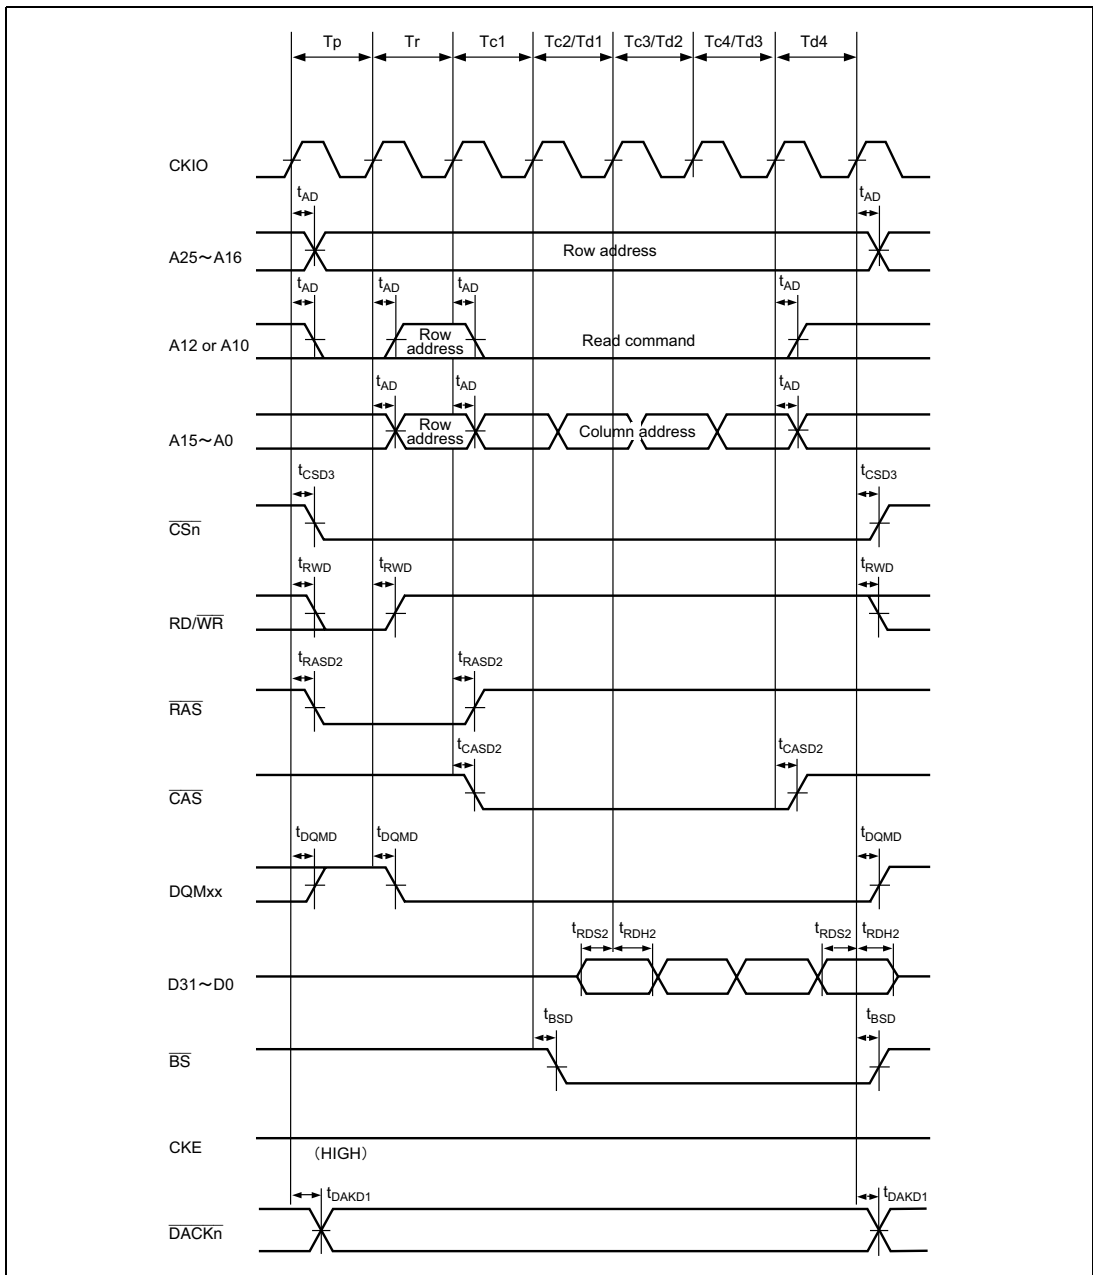 Tp Tr Tc1 Tc2/Td1 Tc3/Td2 Tc4/Td3 Td4
CKIO
tAD tAD
A25～A16 Row address
tAD tAD tAD tAD
A12 or A10 Row address Read command
tAD tAD tAD
A15～A0 Row address Column address
tCSD3 tCSD3
CSn
tRWD tRWD tRWD
RD/WR
tRASD2 tRASD2
RAS
tCASD2 tCASD2
CAS
tDQMD tDQMD tDQMD
DQMxx
tRDS2 tRDH2 tRDS2 tRDH2
D31～D0
tBSD tBSD
BS
CKE
(HIGH)
tDAKD1 tDAKD1
DACKn